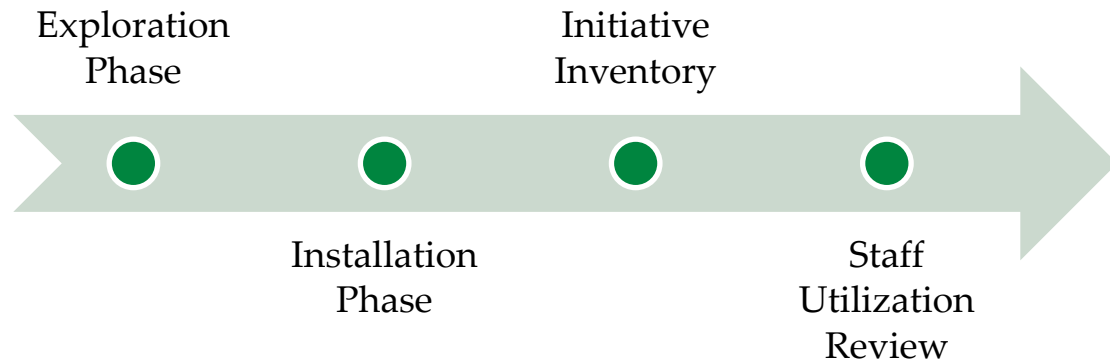 Exploration
Phase
Installation
Phase
Initiative
Inventory
Staff
Utilization
Review